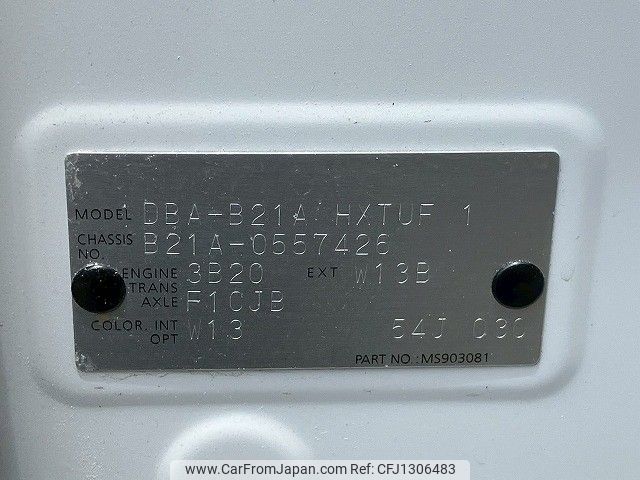 MODEL DBA-B21A HXTUF 1
CHASSIS NO. B21A-0557426
ENGINE 3B20 EXT W13B
TRANS AXLE F1CJB
COLOR. INT OPT W13 54J 030
PART NO.: MS903081
www.CarFromJapan.com REF.CFJ1306483